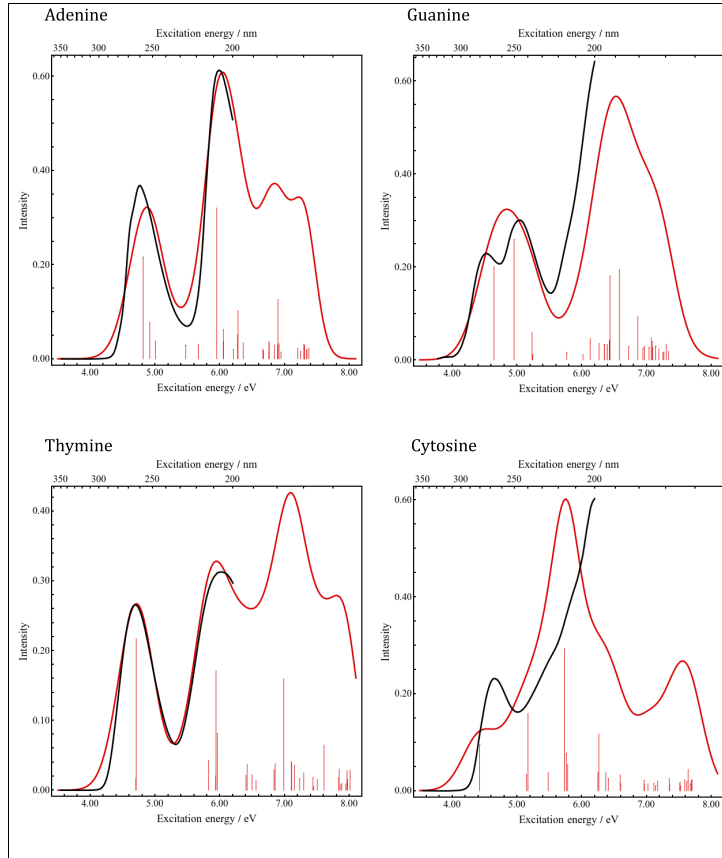 Adenine
Guanine
Excitation energy / nm
Excitation energy / nm
350 300 250 200
350 300 250 200
Intensity
0.60
0.40
0.20
0.00
Intensity
0.60
0.40
0.20
0.00
4.00 5.00 6.00 7.00 8.00
4.00 5.00 6.00 7.00 8.00
Excitation energy / eV
Excitation energy / eV
Thymine
Cytosine
Excitation energy / nm
Excitation energy / nm
350 300 250 200
350 300 250 200
Intensity
0.40
0.30
0.20
0.10
0.00
Intensity
0.60
0.40
0.20
0.00
4.00 5.00 6.00 7.00 8.00
4.00 5.00 6.00 7.00 8.00
Excitation energy / eV
Excitation energy / eV